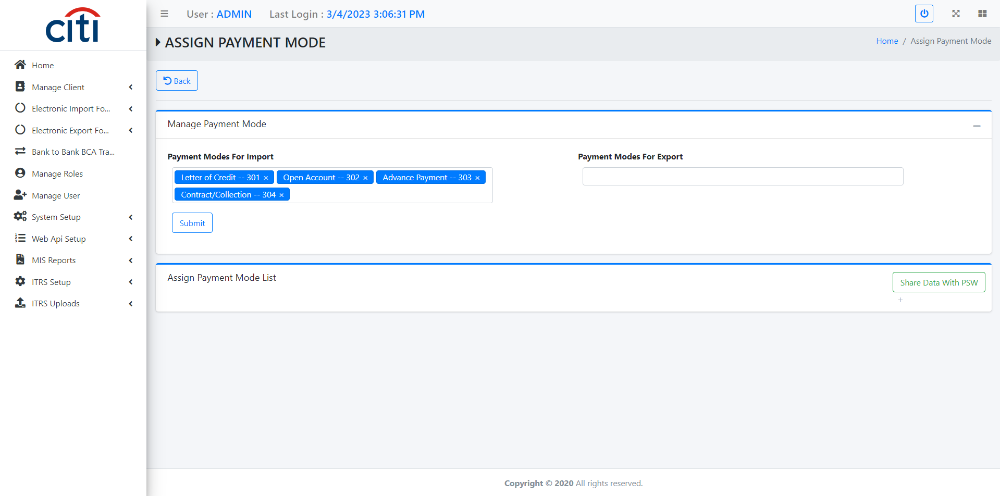 citi
Home
Manage Client
Electronic Import Fo...
Electronic Export Fo...
Bank to Bank BCA Tra...
Manage Roles
Manage User
System Setup
Web Api Setup
MIS Reports
ITRS Setup
ITRS Uploads
User : ADMIN Last Login : 3/4/2023 3:06:31 PM
ASSIGN PAYMENT MODE
Home / Assign Payment Mode
Back
Manage Payment Mode
Payment Modes For Import
Letter of Credit -- 301 × Open Account -- 302 × Advance Payment -- 303 ×
Contract/Collection -- 304 ×
Payment Modes For Export
Submit
Assign Payment Mode List
Share Data With PSW
+
Copyright © 2020 All rights reserved.